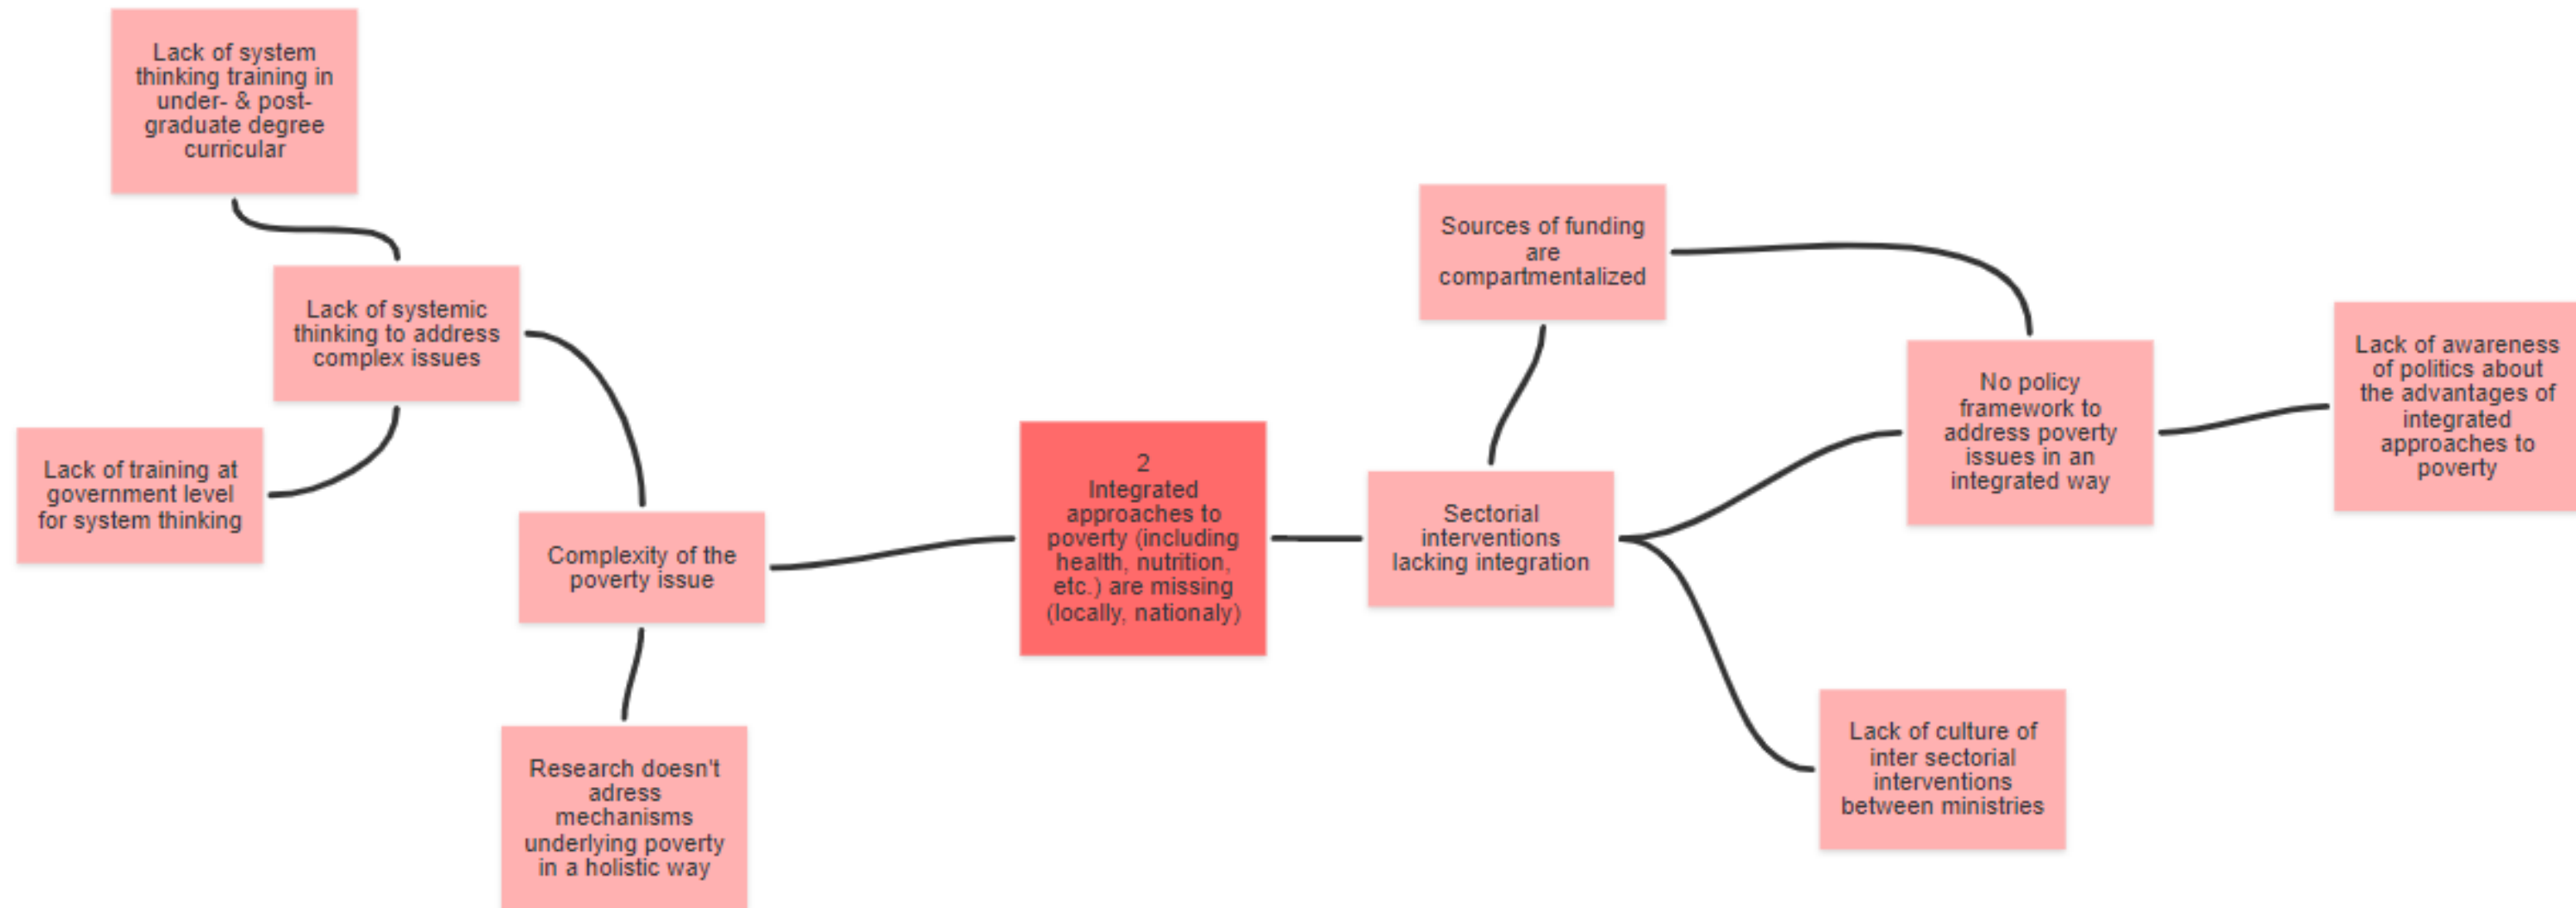 Lack of system
thinking training in
under- & post-
graduate degree
curricular
Lack of systemic
thinking to address
complex issues
Lack of training at
government level
for system thinking
Complexity of the
poverty issue
Research doesn't
adress
mechanisms
underlying poverty
in a holistic way
2
Integrated
approaches to
poverty (including
health, nutrition,
etc.) are missing
(locally, nationaly)
Sources of funding
are
compartmentalized
Sectorial
interventions
lacking integration
No policy
framework to
address poverty
issues in an
integrated way
Lack of awareness
of politics about
the advantages of
integrated
approaches to
poverty
Lack of culture of
inter sectorial
interventions
between ministries